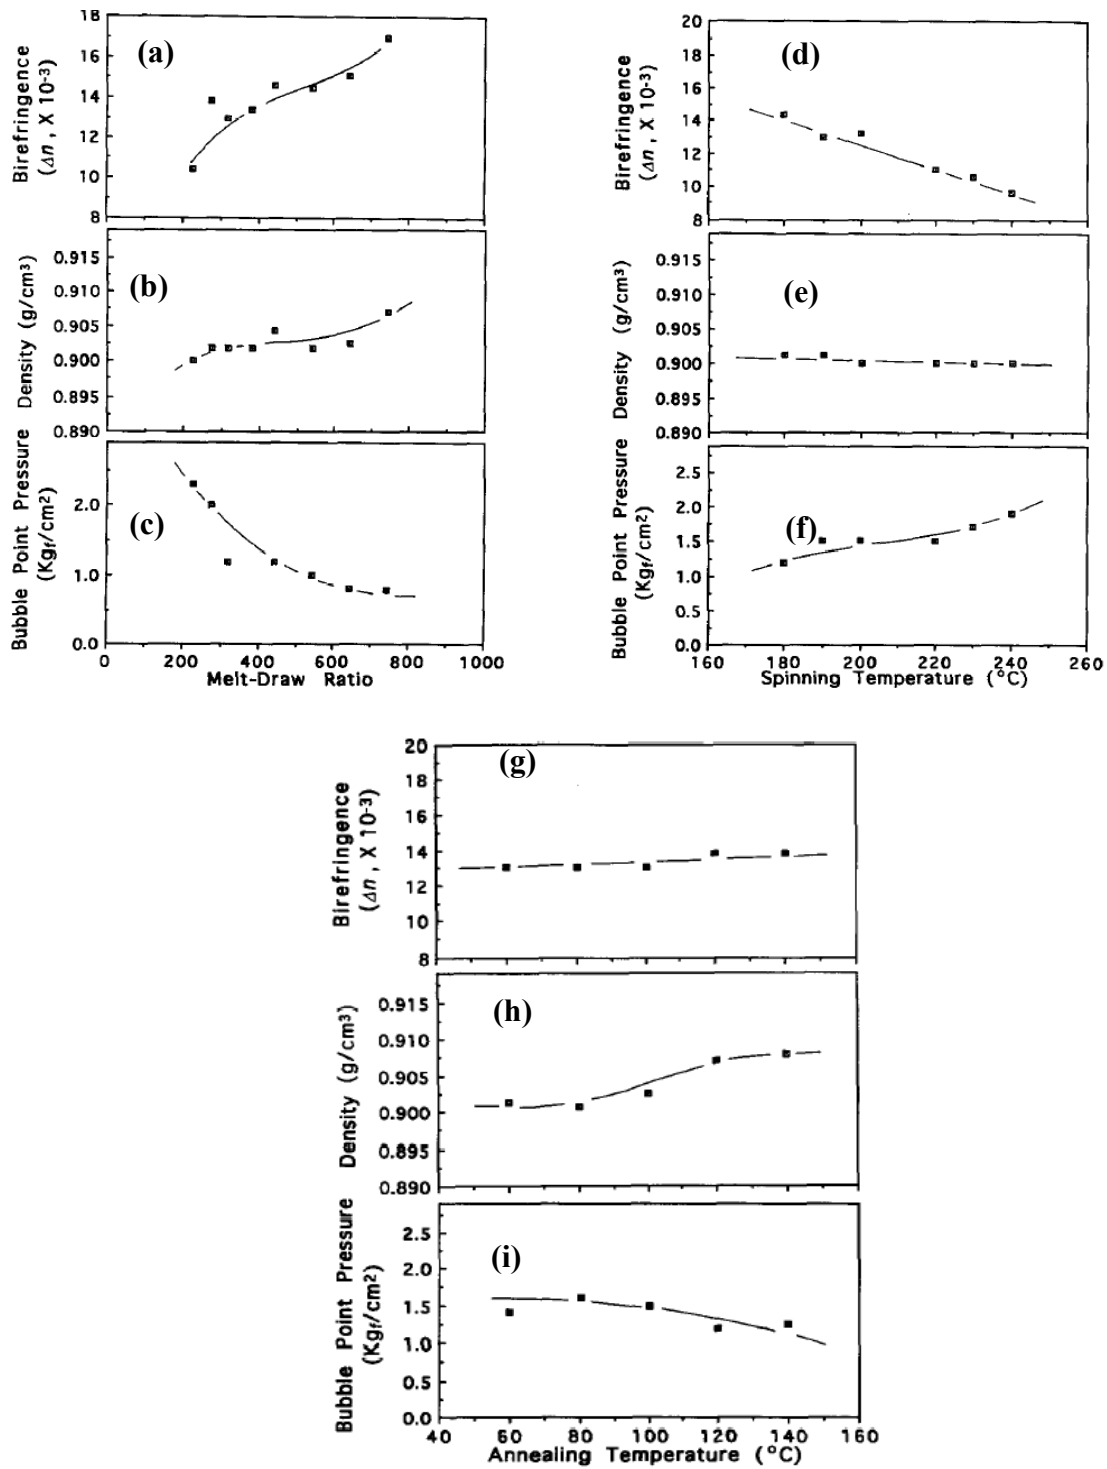 (a)
Birefringence
(Δn , X 10-3)
18
16
14
12
10
8
(b)
Density (g/cm3)
0.915
0.910
0.905
0.900
0.895
0.890
(c)
Bubble Point Pressure
(Kgf/cm2)
2.0
1.0
0.0
0 200 400 600 800 1000
Melt-Draw Ratio
(d)
Birefringence
(Δn , X 10-3)
20
18
16
14
12
10
8
(e)
Density (g/cm3)
0.915
0.910
0.905
0.900
0.895
0.890
(f)
Bubble Point Pressure
(Kgf/cm2)
2.5
2.0
1.5
1.0
0.5
0.0
160 180 200 220 240 260
Spinning Temperature (°C)
(g)
Birefringence
(Δn , X 10-3)
20
18
16
14
12
10
8
(h)
Density (g/cm3)
0.915
0.910
0.905
0.900
0.895
0.890
(i)
Bubble Point Pressure
(Kgf/cm2)
2.5
2.0
1.5
1.0
0.5
0.0
40 60 80 100 120 140 160
Annealing Temperature (°C)